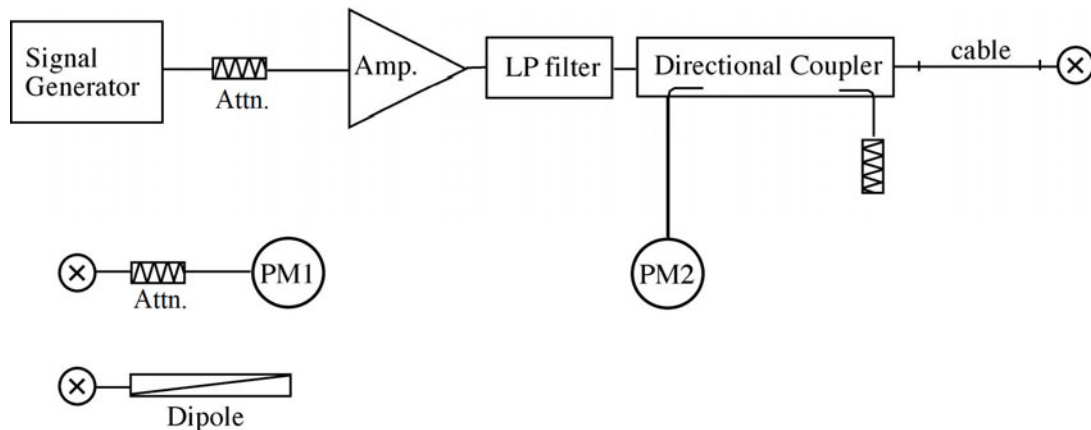 Signal
Generator
Attn.
Amp.
LP filter
Directional Coupler
cable
PM1
Attn.
PM2
Dipole